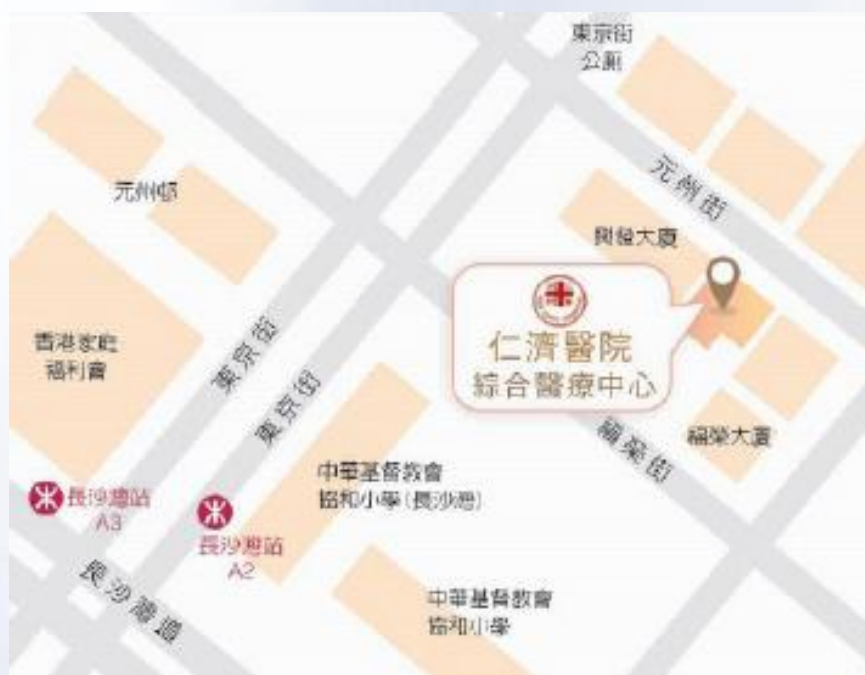 東京街
公廁
元州街
元州邨
興發大廈
仁濟醫院
綜合醫療中心
東京街
香港家庭
福利會
東京街
福榮大廈
福榮街
中華基督教會
協和小學(長沙灣)
長沙灣站
A3
長沙灣站
A2
長沙灣道
中華基督教會
協和小學